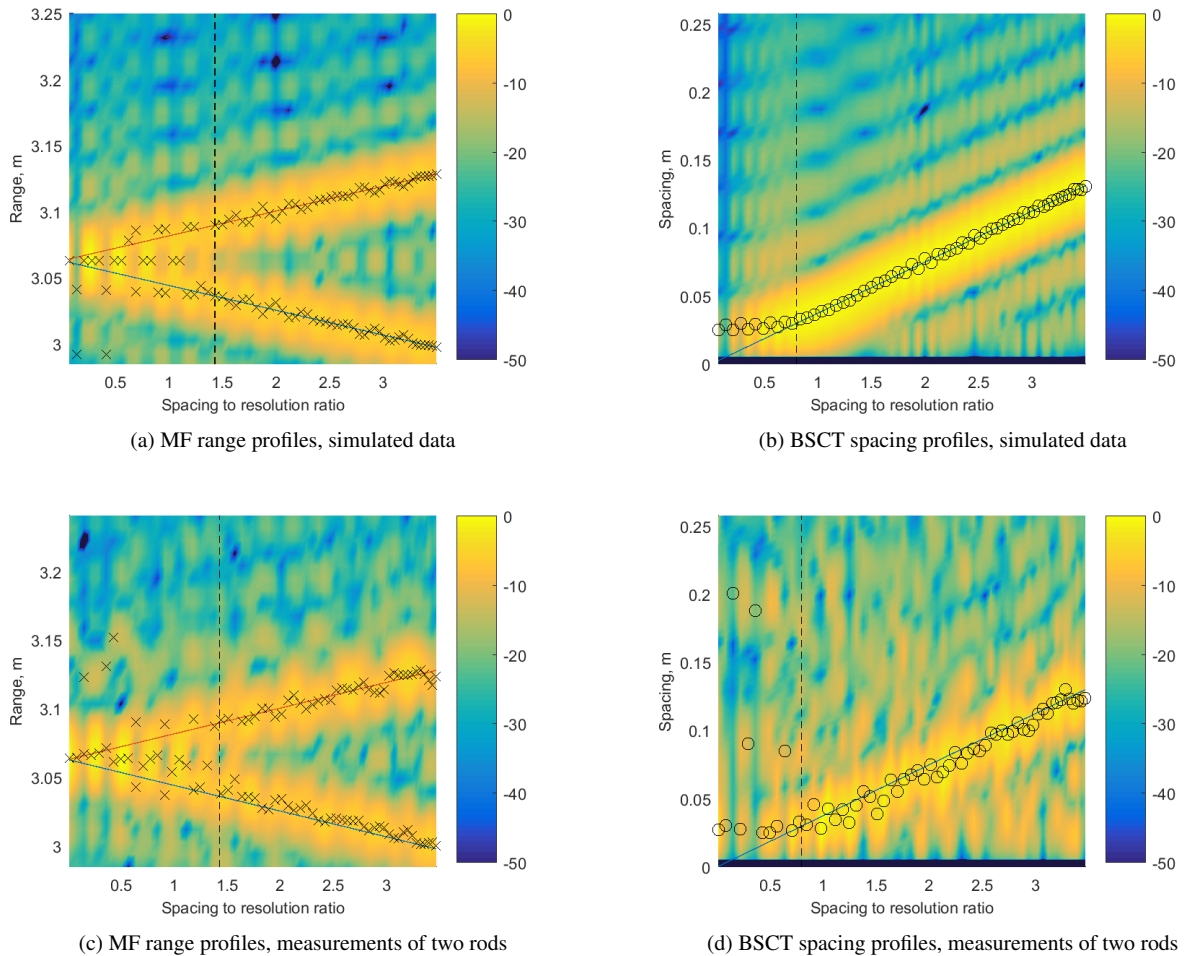 3.25
3.2
3.15
3.1
3.05
3
Range, m
0.5 1 1.5 2 2.5 3
Spacing to resolution ratio
0
-10
-20
-30
-40
-50
(a) MF range profiles, simulated data
0.25
0.2
0.15
0.1
0.05
0
Spacing, m
0.5 1 1.5 2 2.5 3
Spacing to resolution ratio
0
-10
-20
-30
-40
-50
(b) BSCT spacing profiles, simulated data
3.2
3.15
3.1
3.05
3
Range, m
0.5 1 1.5 2 2.5 3
Spacing to resolution ratio
0
-10
-20
-30
-40
-50
(c) MF range profiles, measurements of two rods
0.25
0.2
0.15
0.1
0.05
0
Spacing, m
0.5 1 1.5 2 2.5 3
Spacing to resolution ratio
0
-10
-20
-30
-40
-50
(d) BSCT spacing profiles, measurements of two rods